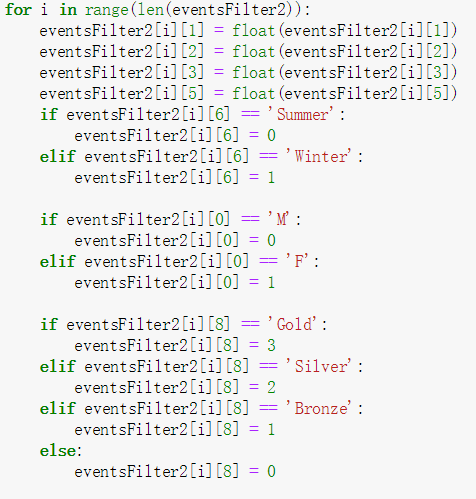 for i in range(len(eventsFilter2)):
    eventsFilter2[i][1] = float(eventsFilter2[i][1])
    eventsFilter2[i][2] = float(eventsFilter2[i][2])
    eventsFilter2[i][3] = float(eventsFilter2[i][3])
    eventsFilter2[i][5] = float(eventsFilter2[i][5])
    if eventsFilter2[i][6] == 'Summer':
        eventsFilter2[i][6] = 0
    elif eventsFilter2[i][6] == 'Winter':
        eventsFilter2[i][6] = 1

    if eventsFilter2[i][0] == 'M':
        eventsFilter2[i][0] = 0
    elif eventsFilter2[i][0] == 'F':
        eventsFilter2[i][0] = 1

    if eventsFilter2[i][8] == 'Gold':
        eventsFilter2[i][8] = 3
    elif eventsFilter2[i][8] == 'Silver':
        eventsFilter2[i][8] = 2
    elif eventsFilter2[i][8] == 'Bronze':
        eventsFilter2[i][8] = 1
    else:
        eventsFilter2[i][8] = 0